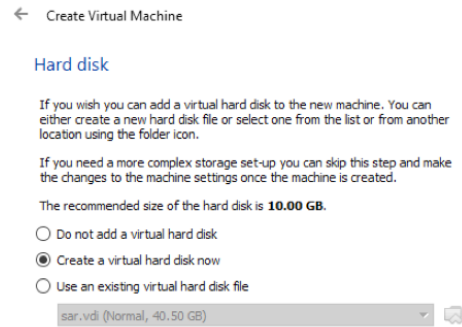 Create Virtual Machine
Hard disk
If you wish you can add a virtual hard disk to the new machine. You can
either create a new hard disk file or select one from the list or from another
location using the folder icon.
If you need a more complex storage set-up you can skip this step and make
the changes to the machine settings once the machine is created.
The recommended size of the hard disk is 10.00 GB.
Do not add a virtual hard disk
Create a virtual hard disk now
Use an existing virtual hard disk file
sar.vdi (Normal, 40.50 GB)